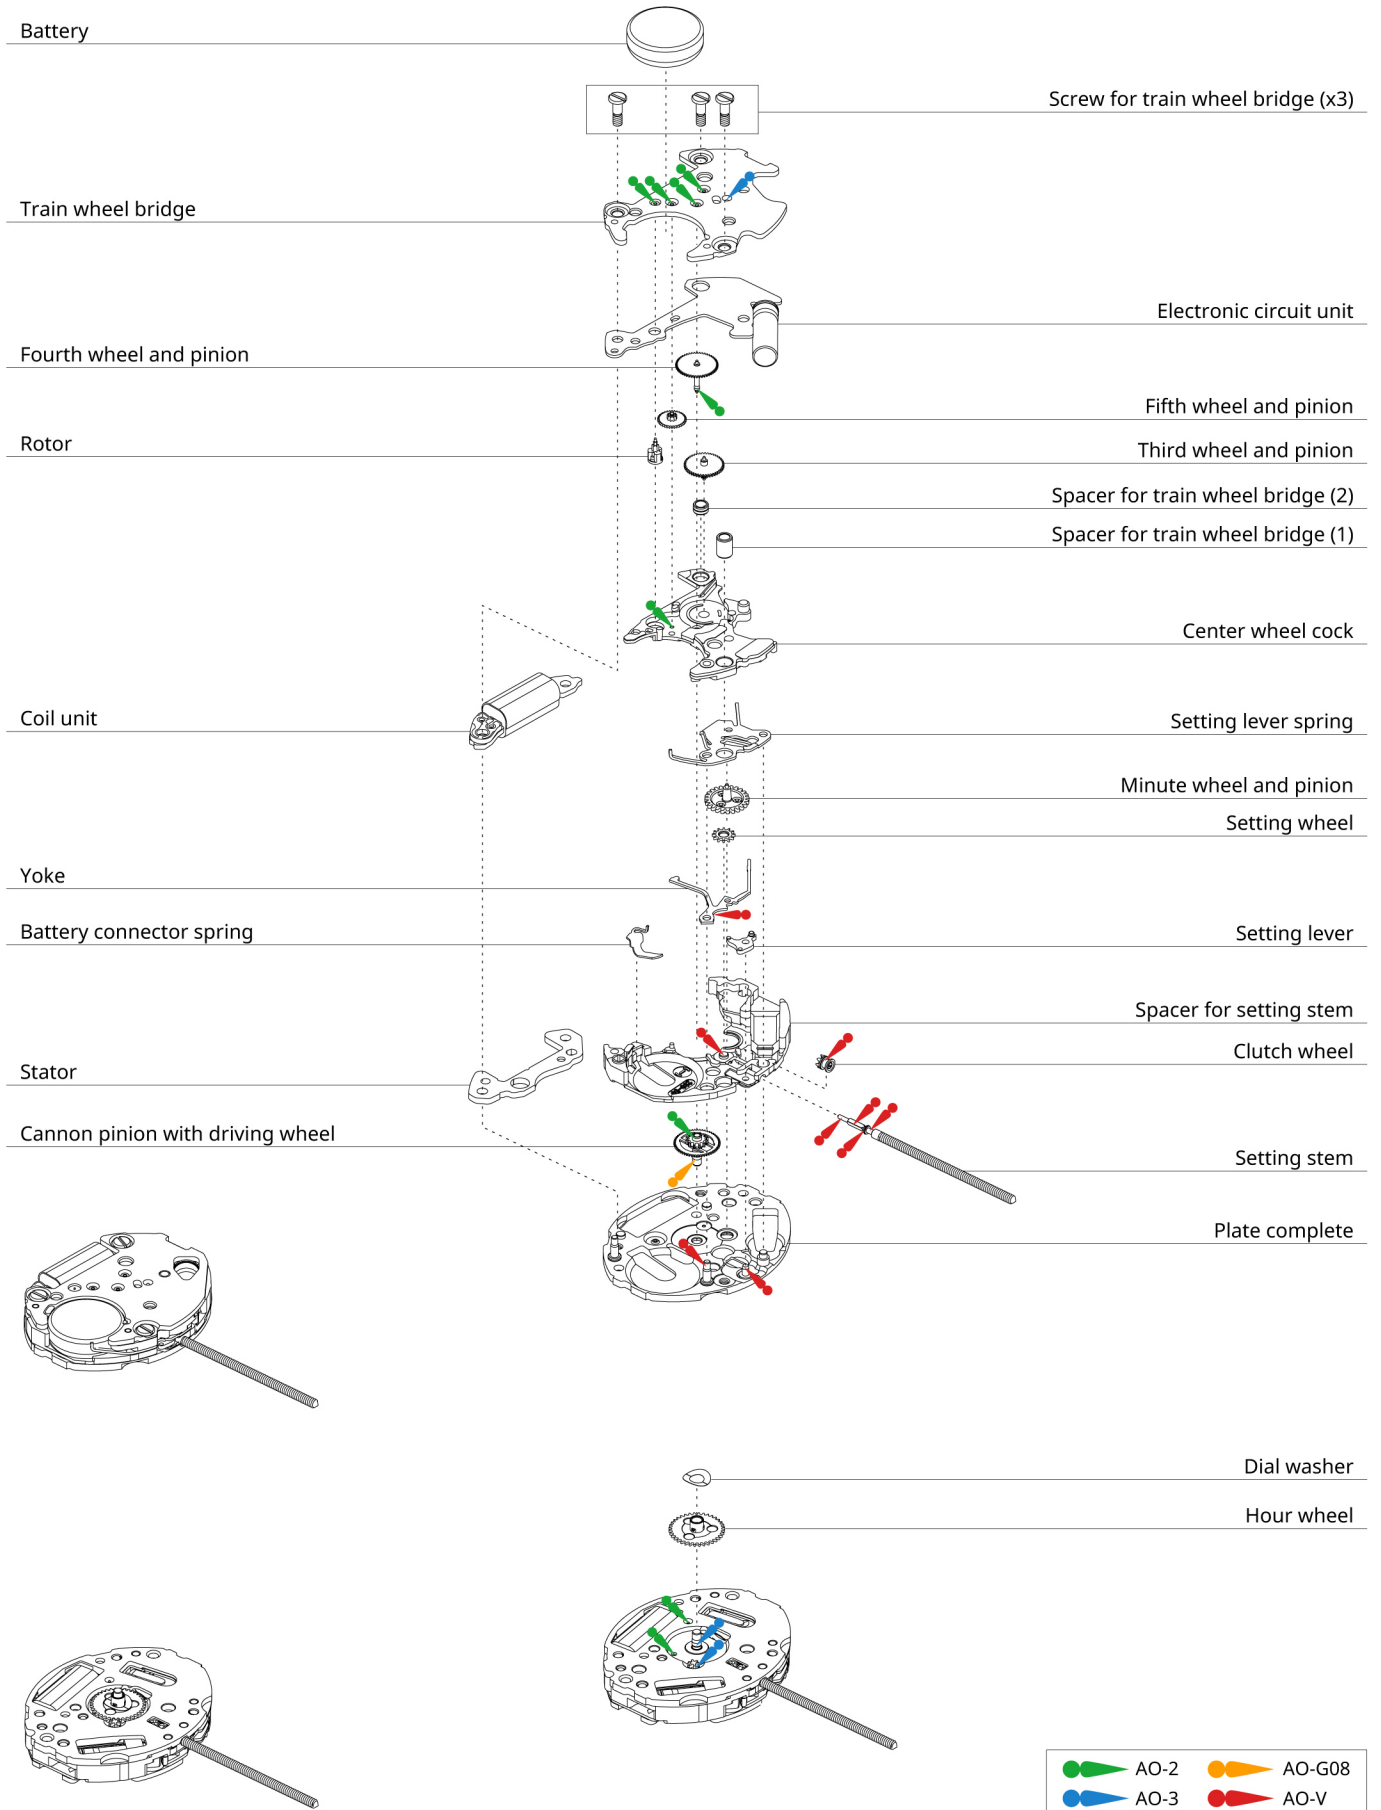 Battery
Screw for train wheel bridge (x3)
Train wheel bridge
Electronic circuit unit
Fourth wheel and pinion
Fifth wheel and pinion
Rotor
Third wheel and pinion
Spacer for train wheel bridge (2)
Spacer for train wheel bridge (1)
Center wheel cock
Coil unit
Setting lever spring
Minute wheel and pinion
Setting wheel
Yoke
Battery connector spring
Setting lever
Spacer for setting stem
Clutch wheel
Stator
Cannon pinion with driving wheel
Setting stem
Plate complete
Dial washer
Hour wheel
AO-2
AO-G08
AO-3
AO-V